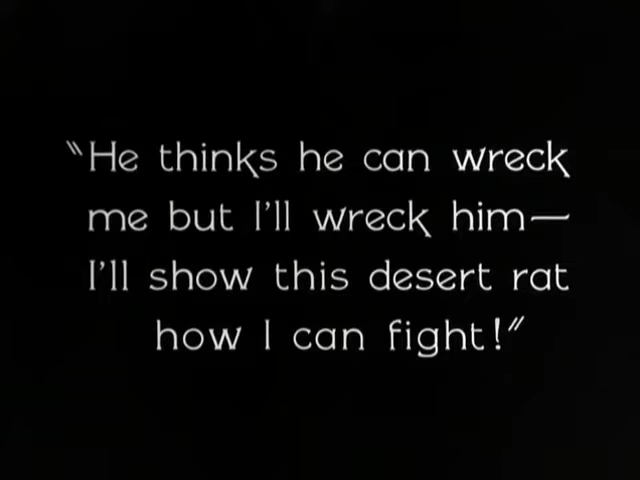 "He thinks he can wreck
me but I'll wreck him—
I'll show this desert rat
how I can fight!"